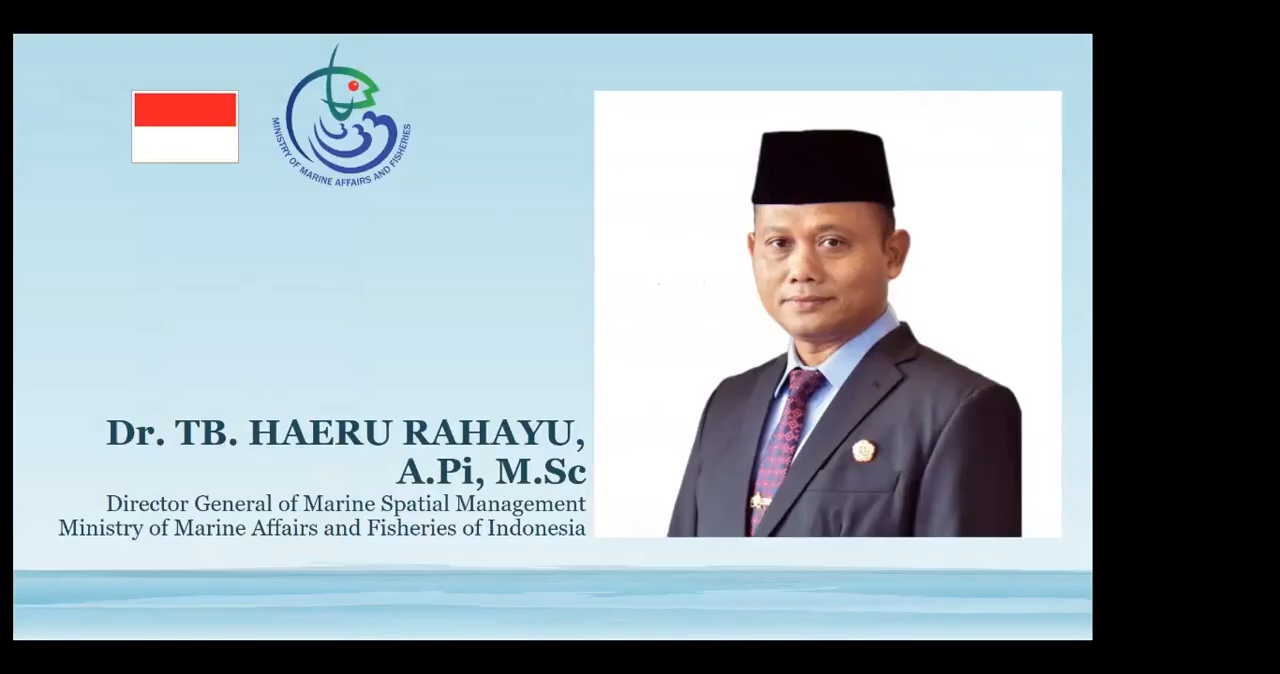 MINISTRY OF MARINE AFFAIRS AND FISHERIES
Dr. TB. HAERU RAHAYU,
A.Pi, M.Sc
Director General of Marine Spatial Management
Ministry of Marine Affairs and Fisheries of Indonesia